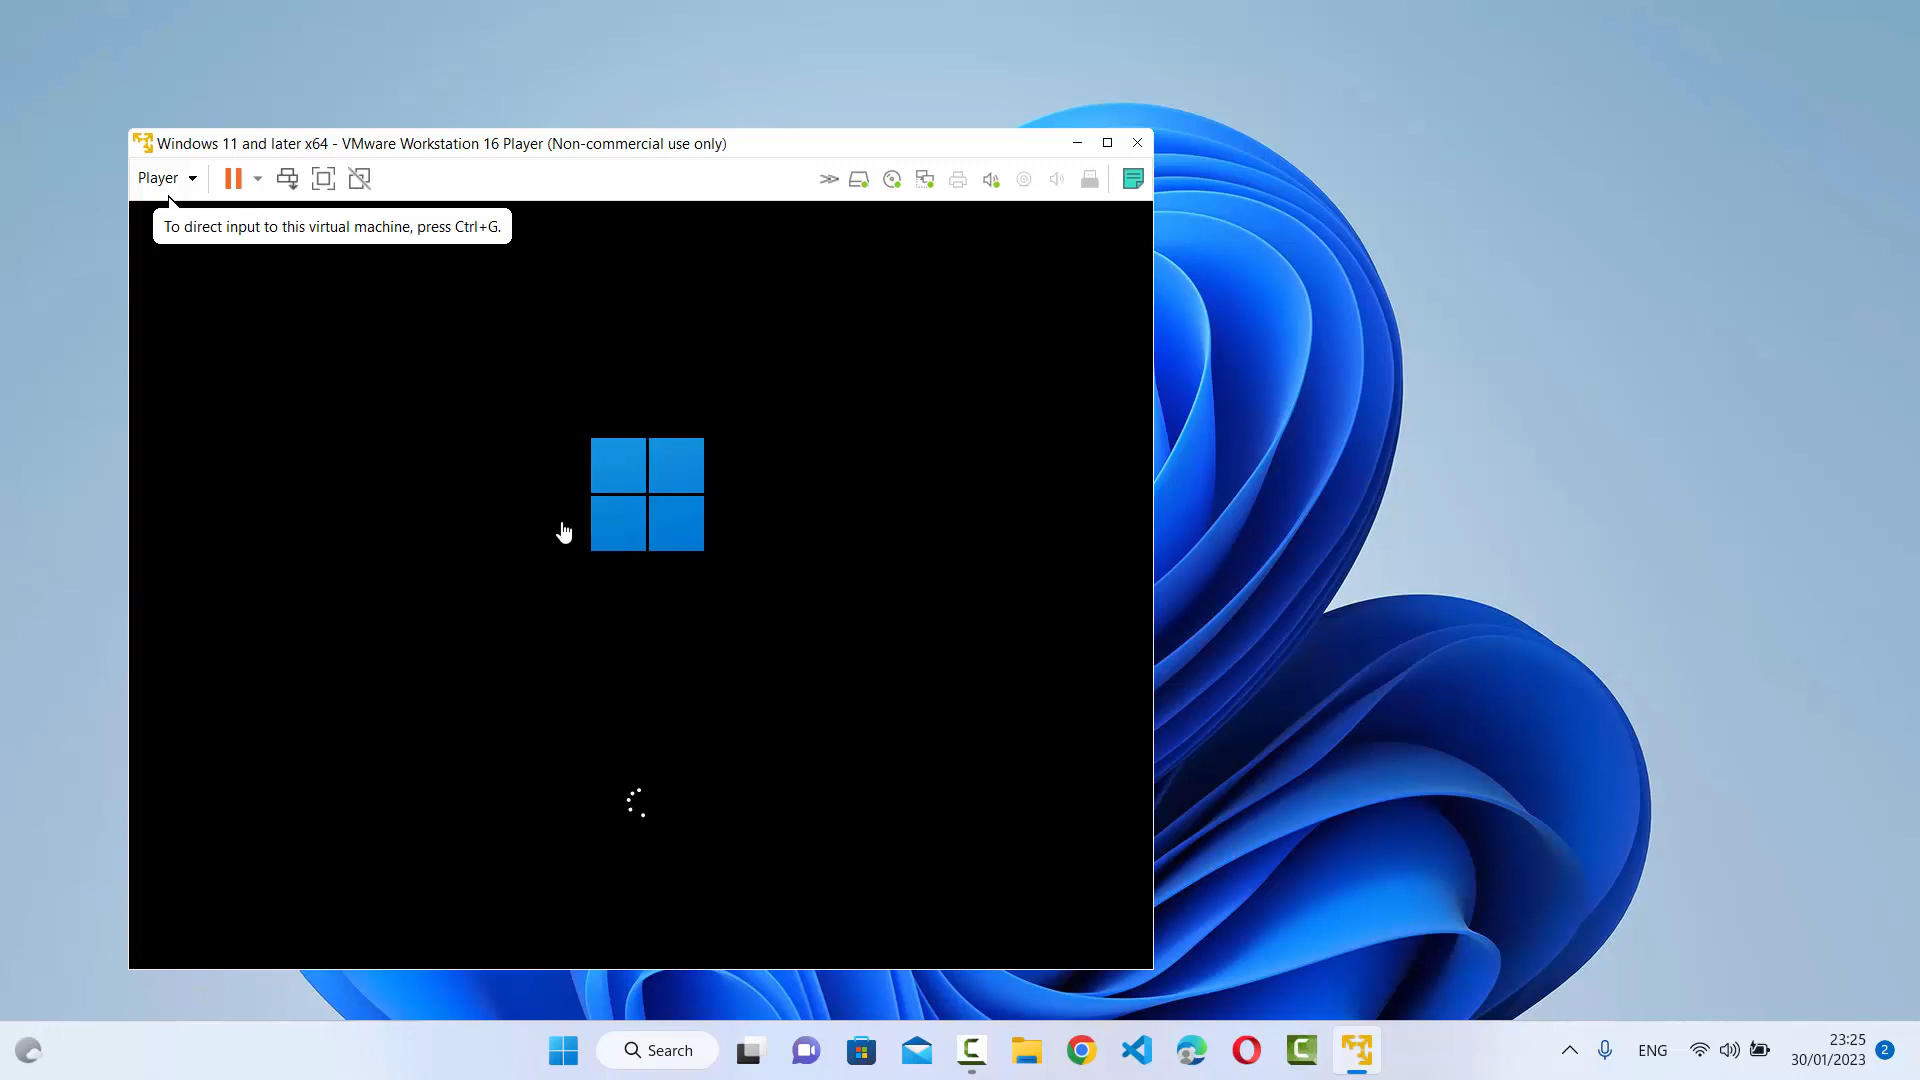 Windows 11 and later x64 - VMware Workstation 16 Player (Non-commercial use only)
Player
To direct input to this virtual machine, press Ctrl+G.
Search
ENG
23:25
30/01/2023
2